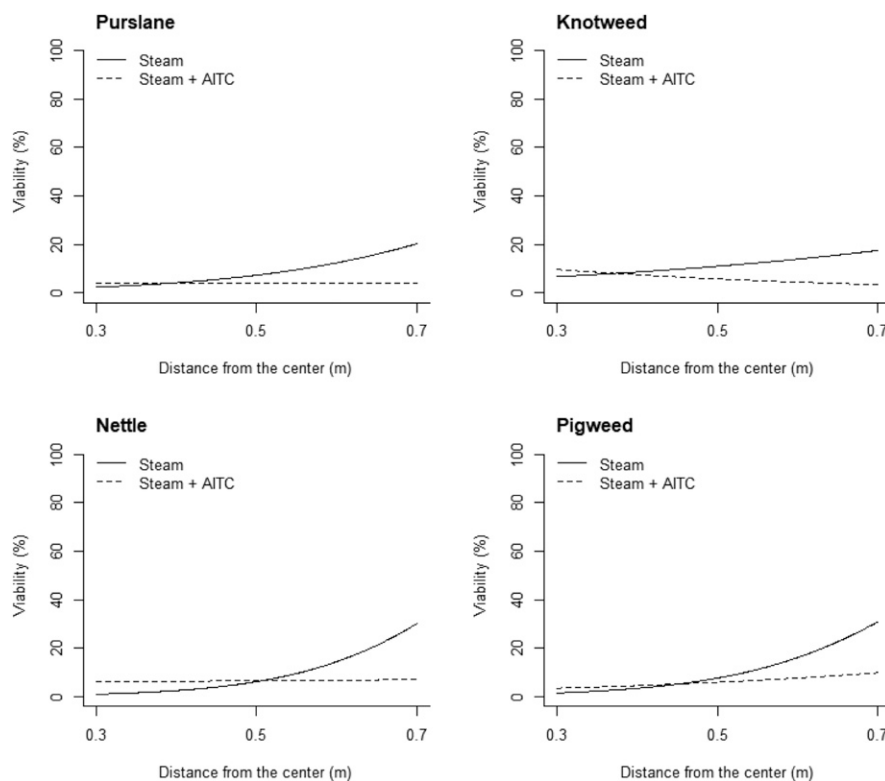 Purslane
Steam
Steam + AITC
100
80
60
40
20
0
Viability (%)
0.3
0.5
0.7
Distance from the center (m)
Knotweed
Steam
Steam + AITC
100
80
60
40
20
0
Viability (%)
0.3
0.5
0.7
Distance from the center (m)
Nettle
Steam
Steam + AITC
100
80
60
40
20
0
Viability (%)
0.3
0.5
0.7
Distance from the center (m)
Pigweed
Steam
Steam + AITC
100
80
60
40
20
0
Viability (%)
0.3
0.5
0.7
Distance from the center (m)